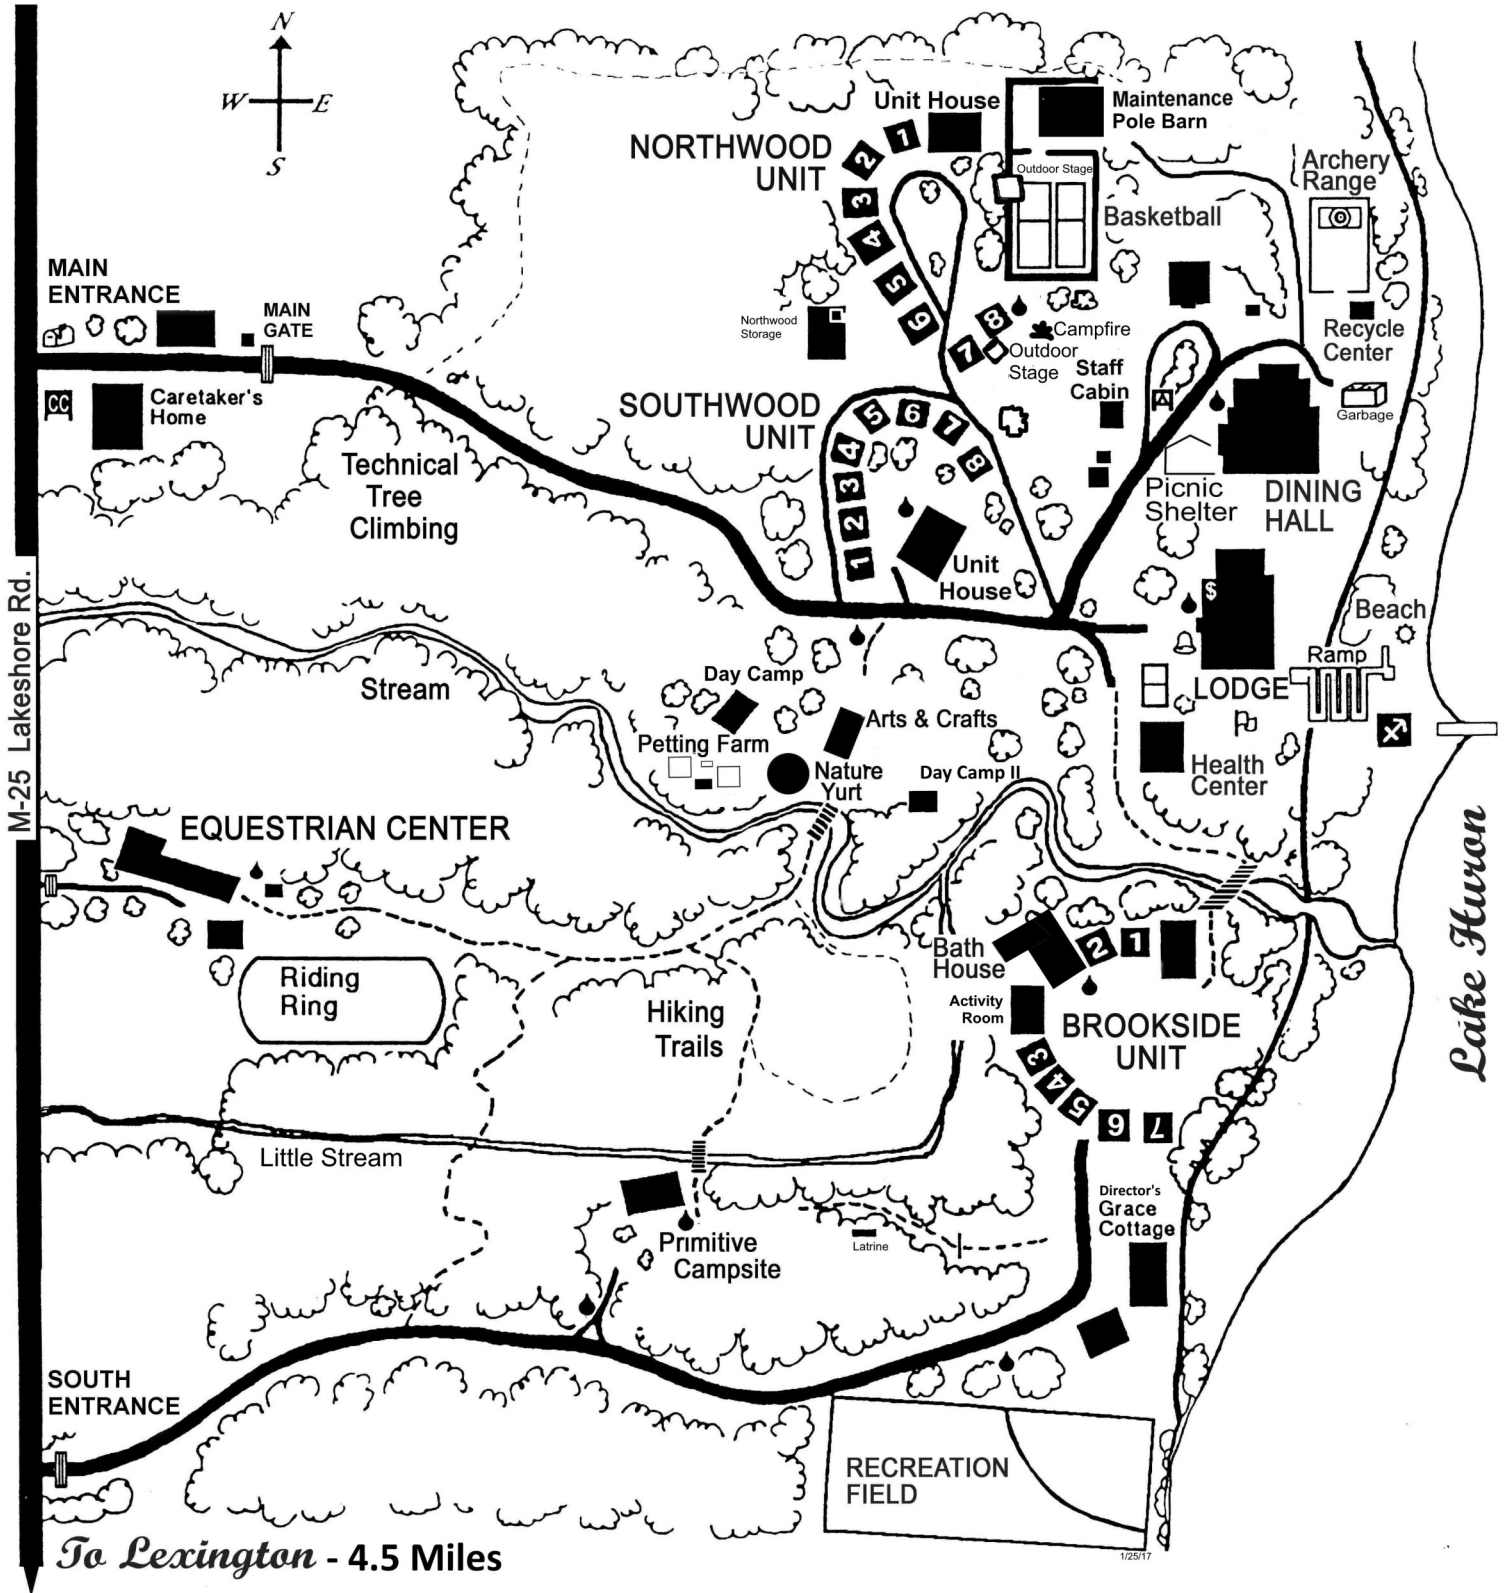 N
W E
S
MAIN
ENTRANCE
MAIN
GATE
CC
Caretaker's
Home
Technical
Tree
Climbing
M-25 Lakeshore Rd.
Stream
NORTHWOOD
UNIT
Unit House
1
2
3
4
5
6
7
8
Maintenance
Pole Barn
Outdoor Stage
Basketball
Archery
Range
Northwood
Storage
Campfire
Outdoor
Stage
Staff
Cabin
Recycle
Center
Garbage
SOUTHWOOD
UNIT
5
6
7
8
4
3
2
1
Unit
House
Picnic
Shelter
DINING
HALL
$
Beach
Ramp
LODGE
Day Camp
Arts & Crafts
Petting Farm
Nature
Yurt
Day Camp II
Health
Center
Lake Huron
EQUESTRIAN CENTER
Riding
Ring
Hiking
Trails
Bath
House
2
1
Activity
Room
BROOKSIDE
UNIT
3
4
5
6
7
Little Stream
Primitive
Campsite
Latrine
Director's
Grace
Cottage
SOUTH
ENTRANCE
RECREATION
FIELD
1/25/17
To Lexington - 4.5 Miles